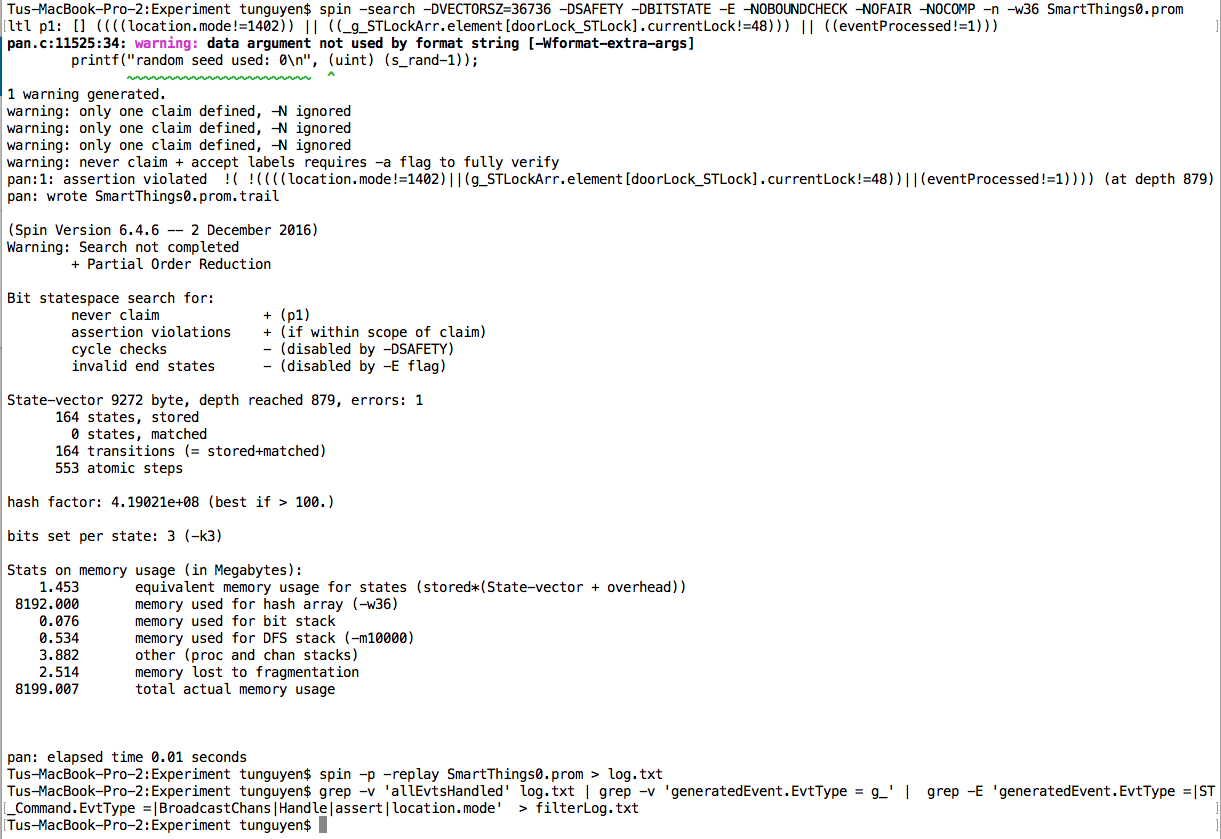 Tus-MacBook-Pro-2:Experiment tunguyen$ spin -search -DVECTORSZ=36736 -DSAFETY -DBITSTATE -E -NOBOUNDCHECK -NOFAIR -NOCOMP -n -w36 SmartThings0.prom
[ltl p1: [] ((((location.mode!=1402)) || ((_g_STLockArr.element[doorLock_STLock].currentLock!=48))) || ((eventProcessed!=1))) ]
pan.c:11525:34: warning: data argument not used by format string [-Wformat-extra-args]
        printf("random seed used: 0\n", (uint) (s_rand-1));
               ~~~~~~~~~~~~~~~~~~~~~~~  ^
1 warning generated.
warning: only one claim defined, -N ignored
warning: only one claim defined, -N ignored
warning: only one claim defined, -N ignored
warning: never claim + accept labels requires -a flag to fully verify
pan:1: assertion violated  !( !((((location.mode!=1402)||(g_STLockArr.element[doorLock_STLock].currentLock!=48))||(eventProcessed!=1)))) (at depth 879)
pan: wrote SmartThings0.prom.trail

(Spin Version 6.4.6 -- 2 December 2016)
Warning: Search not completed
        + Partial Order Reduction

Bit statespace search for:
        never claim             + (p1)
        assertion violations    + (if within scope of claim)
        cycle checks            - (disabled by -DSAFETY)
        invalid end states      - (disabled by -E flag)

State-vector 9272 byte, depth reached 879, errors: 1
      164 states, stored
        0 states, matched
      164 transitions (= stored+matched)
      553 atomic steps

hash factor: 4.19021e+08 (best if > 100.)

bits set per state: 3 (-k3)

Stats on memory usage (in Megabytes):
    1.453       equivalent memory usage for states (stored*(State-vector + overhead))
 8192.000       memory used for hash array (-w36)
    0.076       memory used for bit stack
    0.534       memory used for DFS stack (-m10000)
    3.882       other (proc and chan stacks)
    2.514       memory lost to fragmentation
 8199.007       total actual memory usage

pan: elapsed time 0.01 seconds
Tus-MacBook-Pro-2:Experiment tunguyen$ spin -p -replay SmartThings0.prom > log.txt
[Tus-MacBook-Pro-2:Experiment tunguyen$ grep -v 'allEvtsHandled' log.txt | grep -v 'generatedEvent.EvtType = g_' |  grep -E 'generatedEvent.EvtType =|ST]
[_Command.EvtType =|BroadcastChans|Handle|assert|location.mode'  > filterLog.txt ]
[Tus-MacBook-Pro-2:Experiment tunguyen$ ]